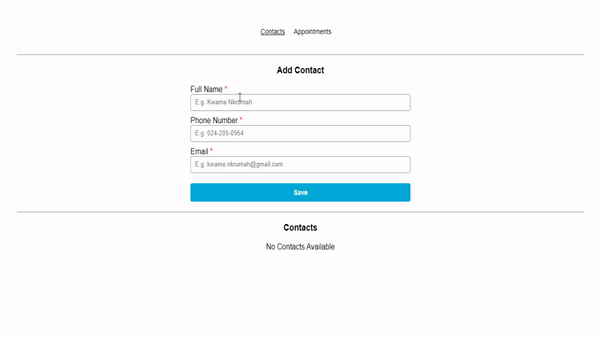 Contacts Appointments
Add Contact
Full Name *
E.g. Kwame Nkrumah
Phone Number *
E.g. 024-205-0954
Email *
E.g. kwame.nkrumah@gmail.com
Save
Contacts
No Contacts Available